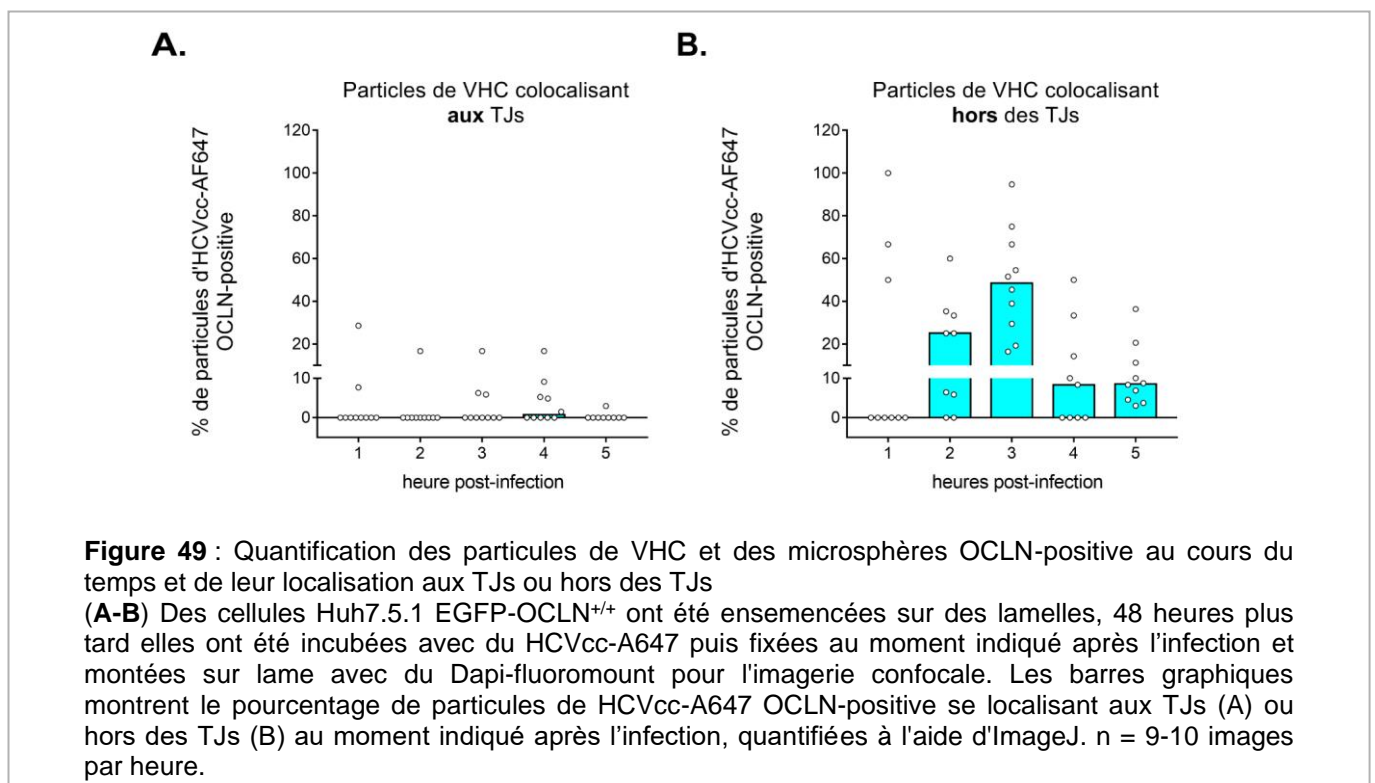 A.
Particles de VHC colocalisant
aux TJs
% de particules d'HCVcc-AF647
OCLN-positive
120
100
80
60
40
20
10
0
1 2 3 4 5
heure post-infection
B.
Particles de VHC colocalisant
hors des TJs
% de particules d'HCVcc-AF647
OCLN-positive
120
100
80
60
40
20
10
0
1 2 3 4 5
heures post-infection
Figure 49 : Quantification des particules de VHC et des microsphères OCLN-positive au cours du
temps et de leur localisation aux TJs ou hors des TJs
(A-B) Des cellules Huh7.5.1 EGFP-OCLN+/+ ont été ensemencées sur des lamelles, 48 heures plus
tard elles ont été incubées avec du HCVcc-A647 puis fixées au moment indiqué après l'infection et
montées sur lame avec du Dapi-fluoromount pour l'imagerie confocale. Les barres graphiques
montrent le pourcentage de particules de HCVcc-A647 OCLN-positive se localisant aux TJs (A) ou
hors des TJs (B) au moment indiqué après l'infection, quantifiées à l'aide d'ImageJ. n = 9-10 images
par heure.